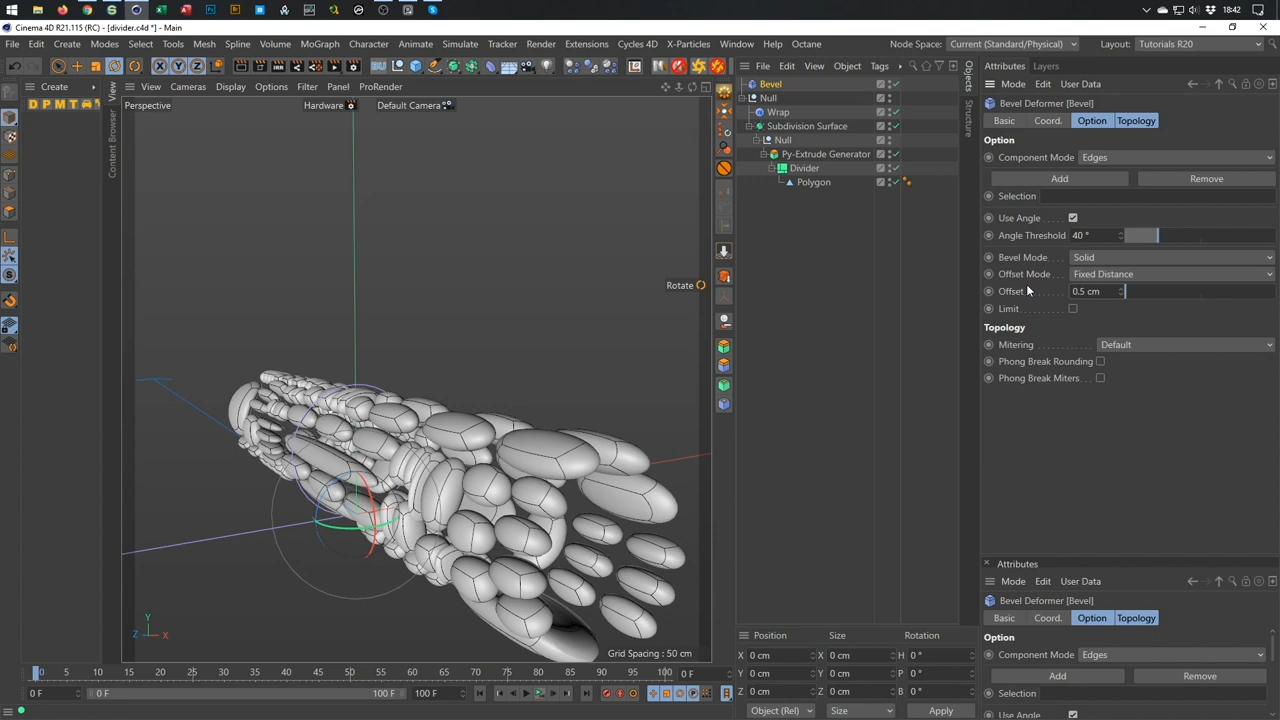 18:42
Cinema 4D R21.115 (RC) - [divider.c4d *] - Main
File Edit Create Modes Select Tools Mesh Spline Volume MoGraph Character Animate Simulate Tracker Render Extensions Cycles 4D X-Particles Window Help Octane Node Space: Current (Standard/Physical) Layout: Tutorials R20
X Y Z
Create View Cameras Display Options Filter Panel ProRender File Edit View Object Tags
Attributes Layers
Mode Edit User Data
D P M T
View
Content Browser
Objects
Structure
Perspective Hardware Default Camera
Rotate
Grid Spacing : 50 cm
Y
Z X
Bevel
Null
Wrap
Subdivision Surface
Null
Py-Extrude Generator
Divider
Polygon
Bevel Deformer [Bevel]
Basic Coord. Option Topology
Option
Component Mode Edges
Add Remove
Selection
Use Angle
Angle Threshold 40 °
Bevel Mode Solid
Offset Mode Fixed Distance
Offset 0.5 cm
Limit
Topology
Mitering Default
Phong Break Rounding
Phong Break Miters
Attributes
Mode Edit User Data
Bevel Deformer [Bevel]
Basic Coord. Option Topology
Option
Component Mode Edges
Add Remove
Selection
Use Angle
Position Size Rotation
X 0 cm X 0 cm H 0 °
Y 0 cm Y 0 cm P 0 °
Z 0 cm Z 0 cm B 0 °
Object (Rel) Size Apply
0 5 10 15 20 25 30 35 40 45 50 55 60 65 70 75 80 85 90 95 100 0 F
0 F 0 F 100 F 100 F